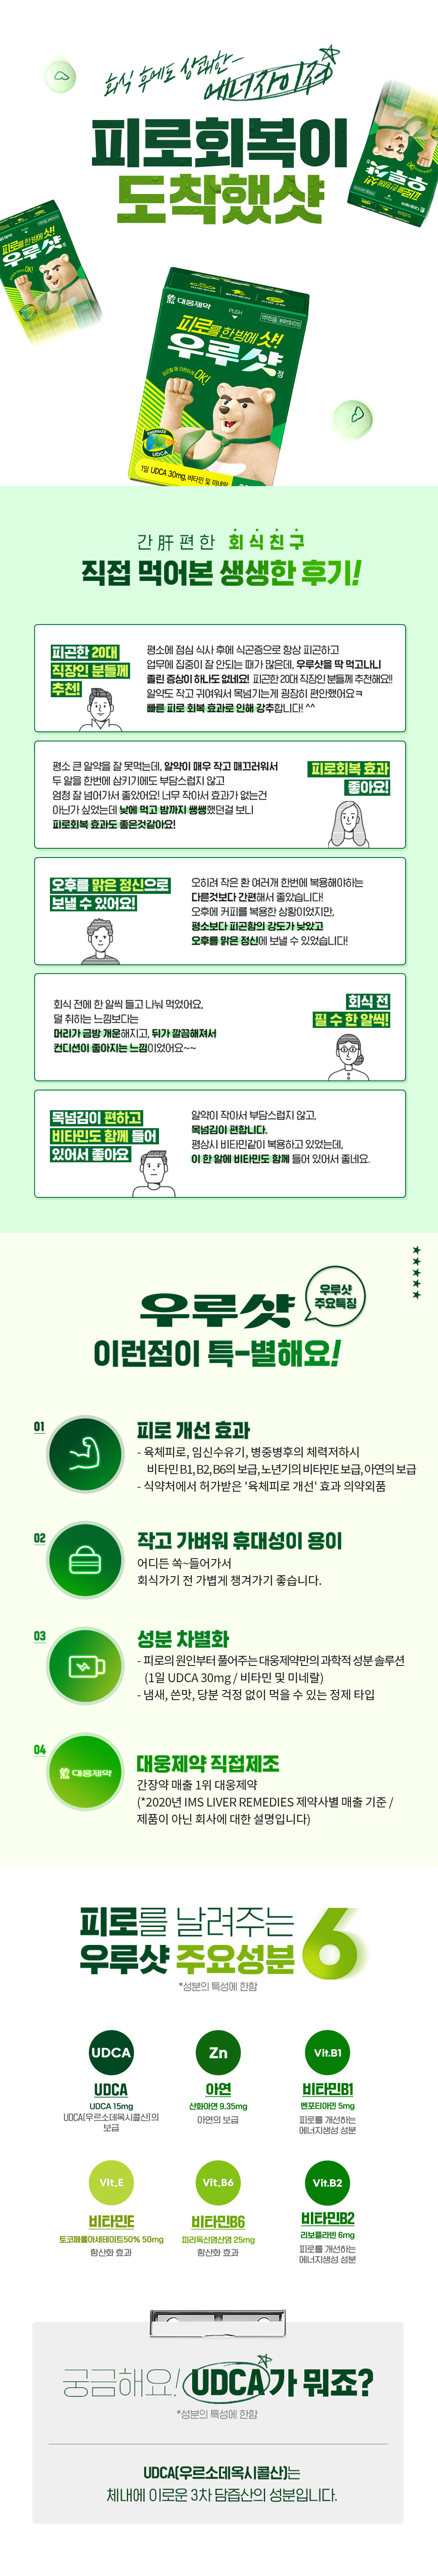 회식 후에도 상쾌한-
에너자이저
피로회복이
도착했샷
대웅제약
PUSH
피로를 한 방에 샷!
우루샷 정
OK!
ENERGIZE
UDCA
1일 UDCA 30mg, 비타민 및 미네랄
간 肝 편 한 회 식 친 구
직접 먹어본 생생한 후기!
피곤한 20대
직장인 분들께
추천!
평소에 점심 식사 후에 식곤증으로 항상 피곤하고
업무에 집중이 잘 안되는 때가 많은데, 우루샷을 딱 먹고나니
졸린 증상이 하나도 없네요! 피곤한 20대 직장인 분들께 추천해요!!
알약도 작고 귀여워서 목넘기는게 굉장히 편안했어요ㅋ
빠른 피로 회복 효과로 인해 강추합니다! ^^
평소 큰 알약을 잘 못먹는데, 알약이 매우 작고 매끄러워서
두 알을 한번에 삼키기에도 부담스럽지 않고
엄청 잘 넘어가서 좋았어요! 너무 작아서 효과가 없는건
아닌가 싶었는데 낮에 먹고 밤까지 쌩쌩했던걸 보니
피로회복 효과도 좋은것같아요!
피로회복 효과
좋아요!
오후를 맑은 정신으로
보낼 수 있어요!
오히려 작은 환 여러개 한번에 복용해야하는
다른것보다 간편해서 좋았습니다!
오후에 커피를 복용한 상황이었지만,
평소보다 피곤함의 강도가 낮았고
오후를 맑은 정신에 보낼 수 있었습니다!
회식 전에 한 알씩 들고 나눠 먹었어요,
덜 취하는 느낌보다는
머리가 금방 개운해지고, 뒤가 깔끔해져서
컨디션이 좋아지는 느낌이었어요~~
회식 전
필 수 한 알씩!
목넘김이 편하고
비타민도 함께 들어
있어서 좋아요
알약이 작아서 부담스럽지 않고,
목넘김이 편합니다.
평상시 비타민같이 복용하고 있었는데,
이 한 알에 비타민도 함께 들어 있어서 좋네요.
우루샷
주요특징
우루샷
이런점이 특-별해요!
01
피로 개선 효과
- 육체피로, 임신수유기, 병중병후의 체력저하시
비타민 B1, B2, B6의 보급, 노년기의 비타민E 보급, 아연의 보급
- 식약처에서 허가받은 '육체피로 개선' 효과 의약외품
02
작고 가벼워 휴대성이 용이
어디든 쏙~들어가서
회식가기 전 가볍게 챙겨가기 좋습니다.
03
성분 차별화
- 피로의 원인부터 풀어주는 대웅제약만의 과학적 성분 솔루션
(1일 UDCA 30mg / 비타민 및 미네랄)
- 냄새, 쓴맛, 당분 걱정 없이 먹을 수 있는 정제 타입
04
대웅제약
대웅제약 직접제조
간장약 매출 1위 대웅제약
(*2020년 IMS LIVER REMEDIES 제약사별 매출 기준 /
제품이 아닌 회사에 대한 설명입니다)
피로를 날려주는
우루샷 주요성분 6
*성분의 특성에 한함
UDCA
UDCA
UDCA 15mg
UDCA(우르소데옥시콜산)의
보급
Zn
아연
산화아연 9.35mg
아연의 보급
Vit.B1
비타민B1
벤포티아민 5mg
피로를 개선하는
에너지생성 성분
Vit.E
비타민E
토코페롤아세테이트50% 50mg
항산화 효과
Vit.B6
비타민B6
피리독신염산염 25mg
항산화 효과
Vit.B2
비타민B2
리보플라빈 6mg
피로를 개선하는
에너지생성 성분
궁금해요! UDCA가 뭐죠?
*성분의 특성에 한함
UDCA(우르소데옥시콜산)는
체내에 이로운 3차 담즙산의 성분입니다.